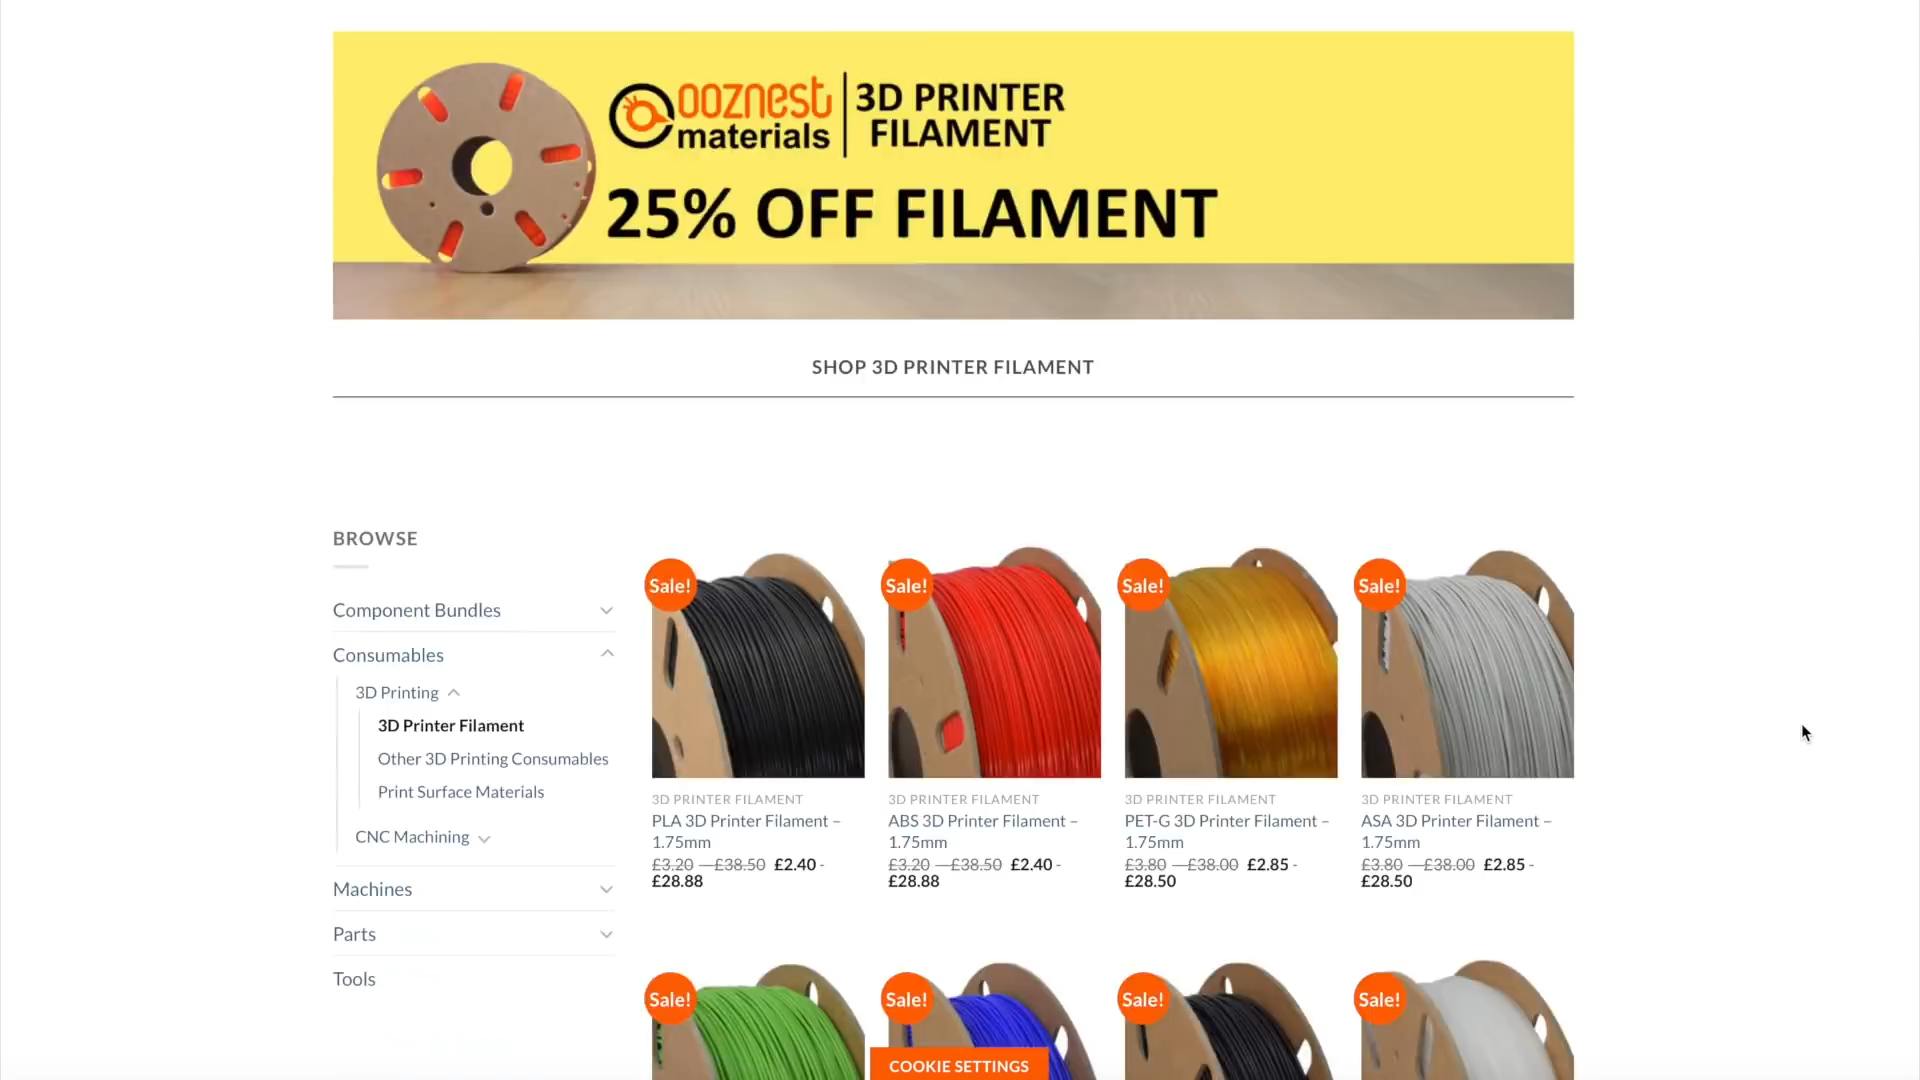 ooznest
materials
3D PRINTER
FILAMENT
25% OFF FILAMENT
SHOP 3D PRINTER FILAMENT
BROWSE
Component Bundles
Consumables
3D Printing
3D Printer Filament
Other 3D Printing Consumables
Print Surface Materials
CNC Machining
Machines
Parts
Tools
Sale!
3D PRINTER FILAMENT
PLA 3D Printer Filament –
1.75mm
£3.20 – £38.50 £2.40 -
£28.88
Sale!
3D PRINTER FILAMENT
ABS 3D Printer Filament –
1.75mm
£3.20 – £38.50 £2.40 -
£28.88
Sale!
3D PRINTER FILAMENT
PET-G 3D Printer Filament –
1.75mm
£3.80 – £38.00 £2.85 -
£28.50
Sale!
3D PRINTER FILAMENT
ASA 3D Printer Filament –
1.75mm
£3.80 – £38.00 £2.85 -
£28.50
Sale!
Sale!
Sale!
Sale!
COOKIE SETTINGS